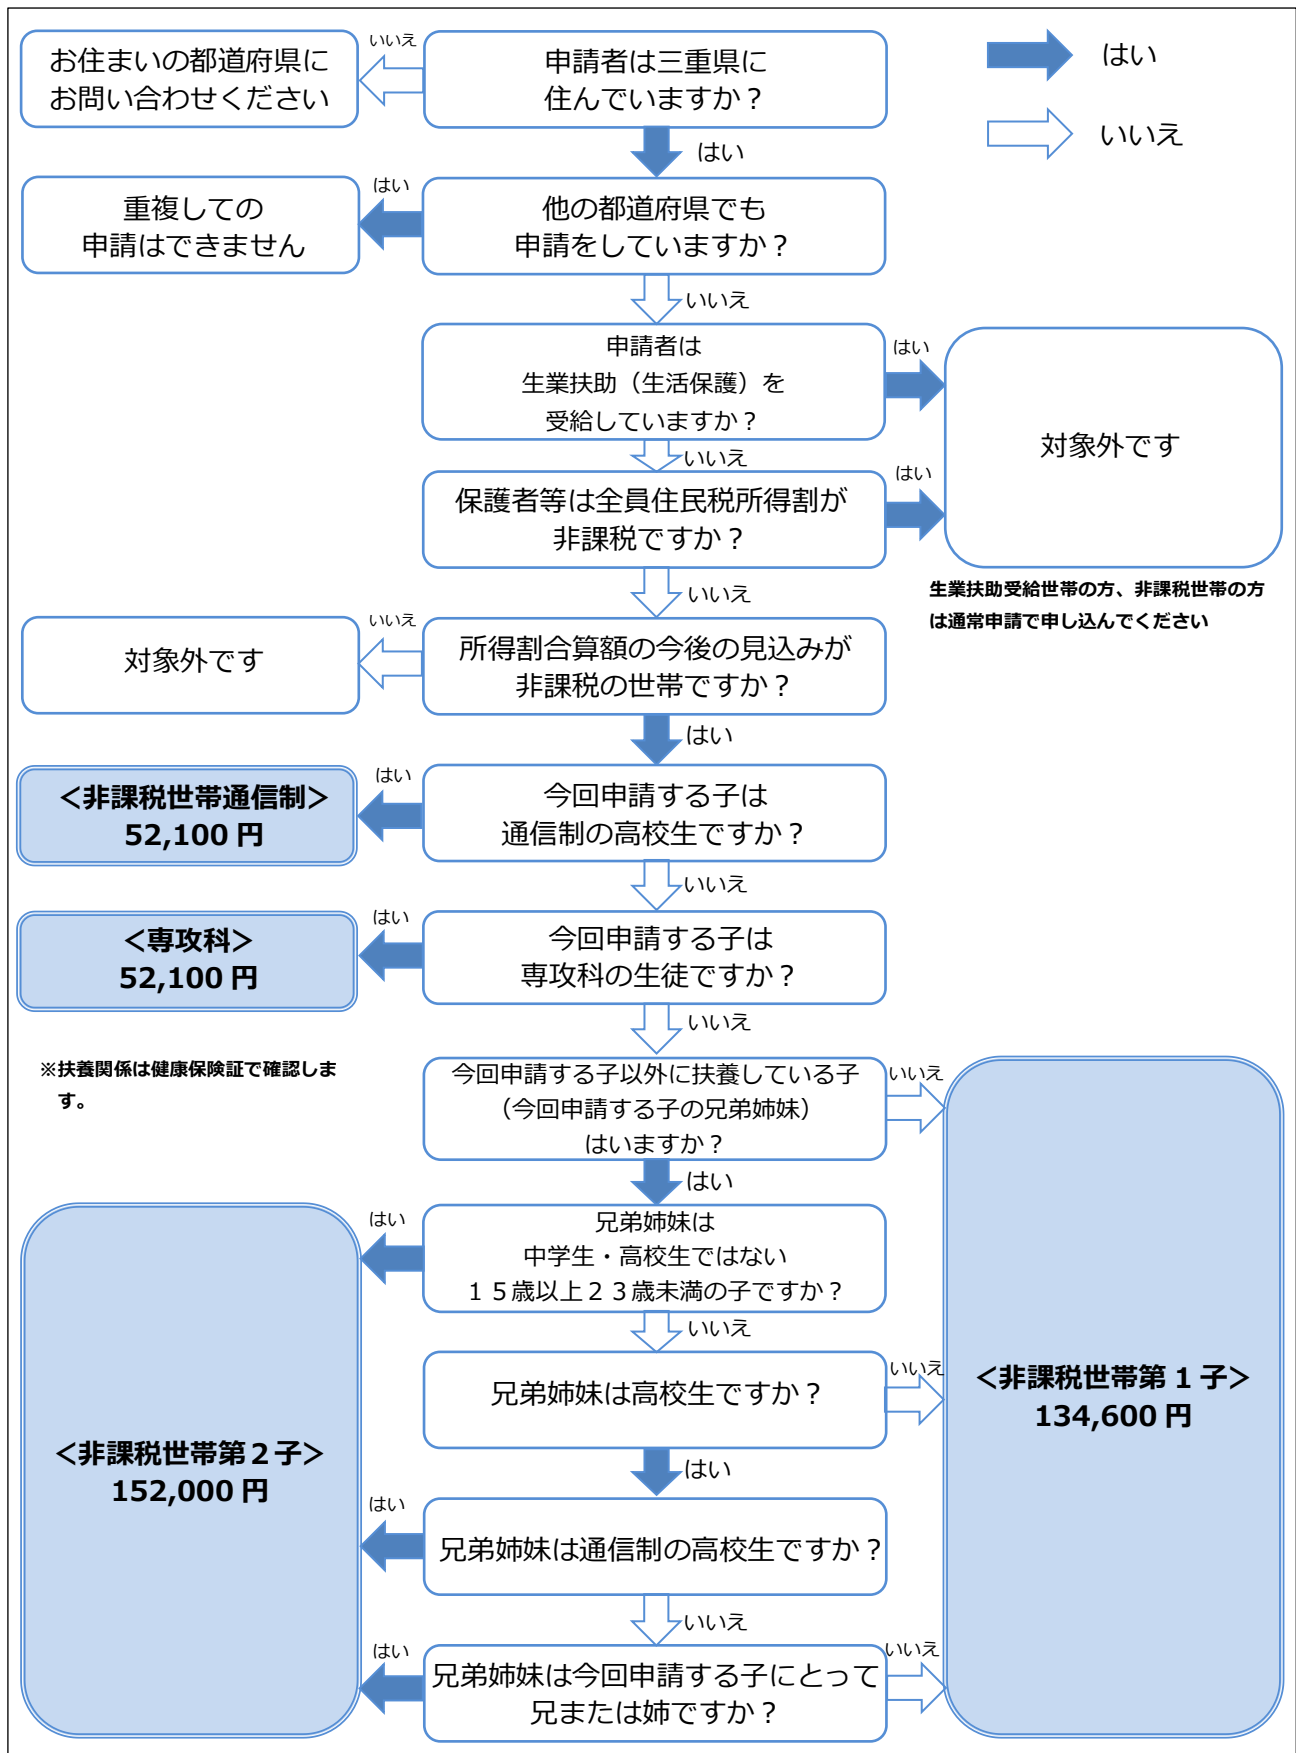 いいえ
お住まいの都道府県に
お問い合わせください
申請者は三重県に
住んでいますか？
はい
いいえ
はい
はい
重複しての
申請はできません
他の都道府県でも
申請をしていますか？
いいえ
申請者は
生業扶助（生活保護）を
受給していますか？
はい
対象外です
いいえ
はい
保護者等は全員住民税所得割が
非課税ですか？
生業扶助受給世帯の方、非課税世帯の方
は通常申請で申し込んでください
いいえ
いいえ
対象外です
所得割合算額の今後の見込みが
非課税の世帯ですか？
はい
はい
＜非課税世帯通信制＞
52,100 円
今回申請する子は
通信制の高校生ですか？
いいえ
はい
＜専攻科＞
52,100 円
今回申請する子は
専攻科の生徒ですか？
いいえ
※扶養関係は健康保険証で確認しま
す。
今回申請する子以外に扶養している子
（今回申請する子の兄弟姉妹）
はいますか？
いいえ
はい
はい
兄弟姉妹は
中学生・高校生ではない
１５歳以上２３歳未満の子ですか？
いいえ
兄弟姉妹は高校生ですか？
いいえ
＜非課税世帯第 1 子＞
134,600 円
＜非課税世帯第２子＞
152,000 円
はい
はい
兄弟姉妹は通信制の高校生ですか？
いいえ
はい
兄弟姉妹は今回申請する子にとって
兄または姉ですか？
いいえ